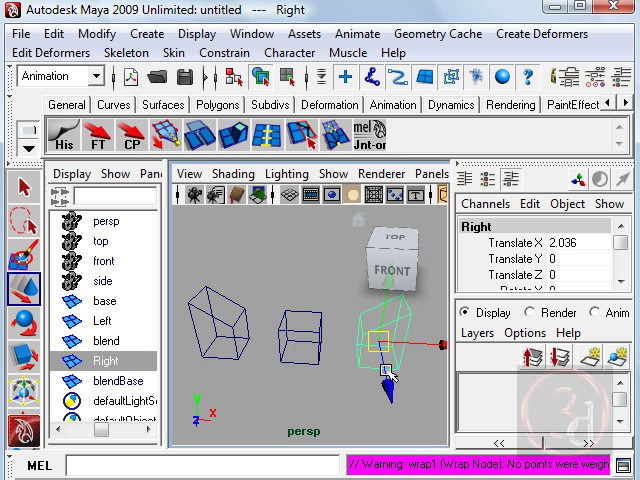 Autodesk Maya 2009 Unlimited: untitled --- Right
File Edit Modify Create Display Window Assets Animate Geometry Cache Create Deformers
Edit Deformers Skeleton Skin Constrain Character Muscle Help
Animation
General Curves Surfaces Polygons Subdivs Deformation Animation Dynamics Rendering PaintEffect
His FT CP mel Jnt-or
Display Show Pane
View Shading Lighting Show Renderer Panels
Channels Edit Object Show
persp
top
front
side
base
Left
blend
Right
blendBase
defaultLightSe
defaultObject
TOP
FRONT
y
x
z
persp
Right
Translate X 2.036
Translate Y 0
Translate Z 0
Display Render Anim
Layers Options Help
<< >>
MEL
// Warning: wrap1 (Wrap Node): No points were weigh